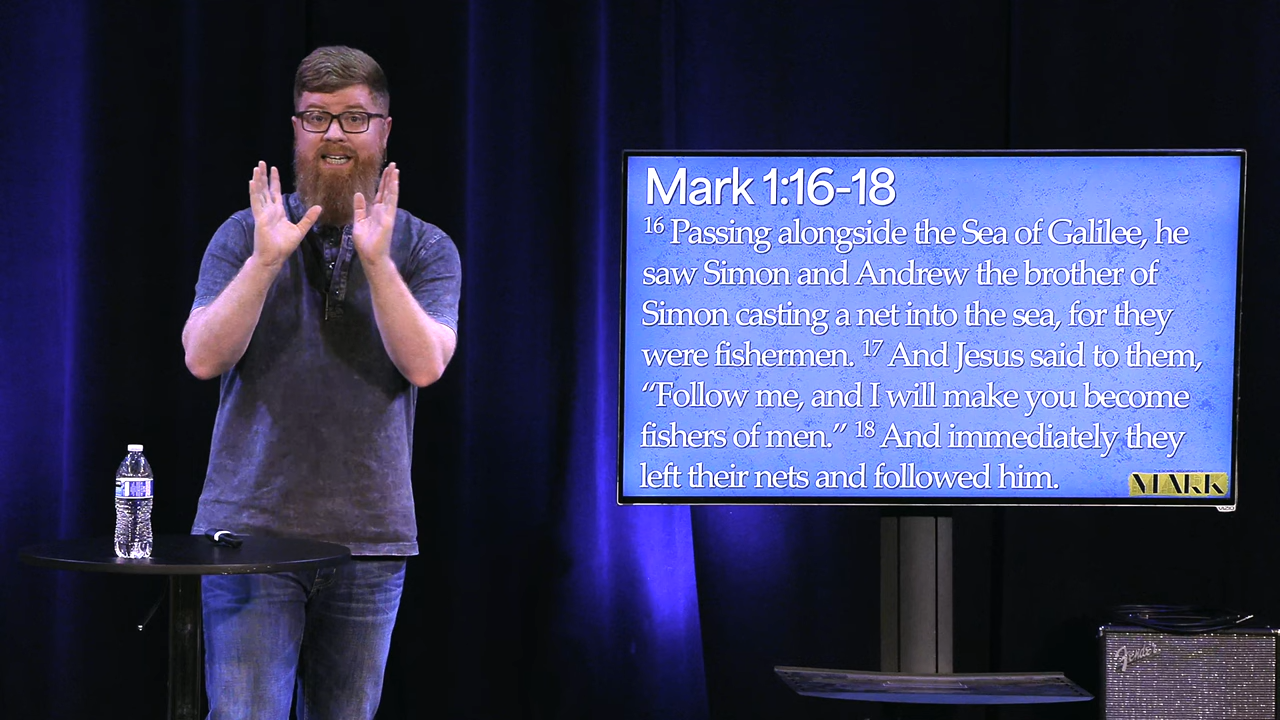 Mark 1:16-18
16 Passing alongside the Sea of Galilee, he
saw Simon and Andrew the brother of
Simon casting a net into the sea, for they
were fishermen. 17 And Jesus said to them,
“Follow me, and I will make you become
fishers of men.” 18 And immediately they
left their nets and followed him.
MARK
VIZIO
Fender